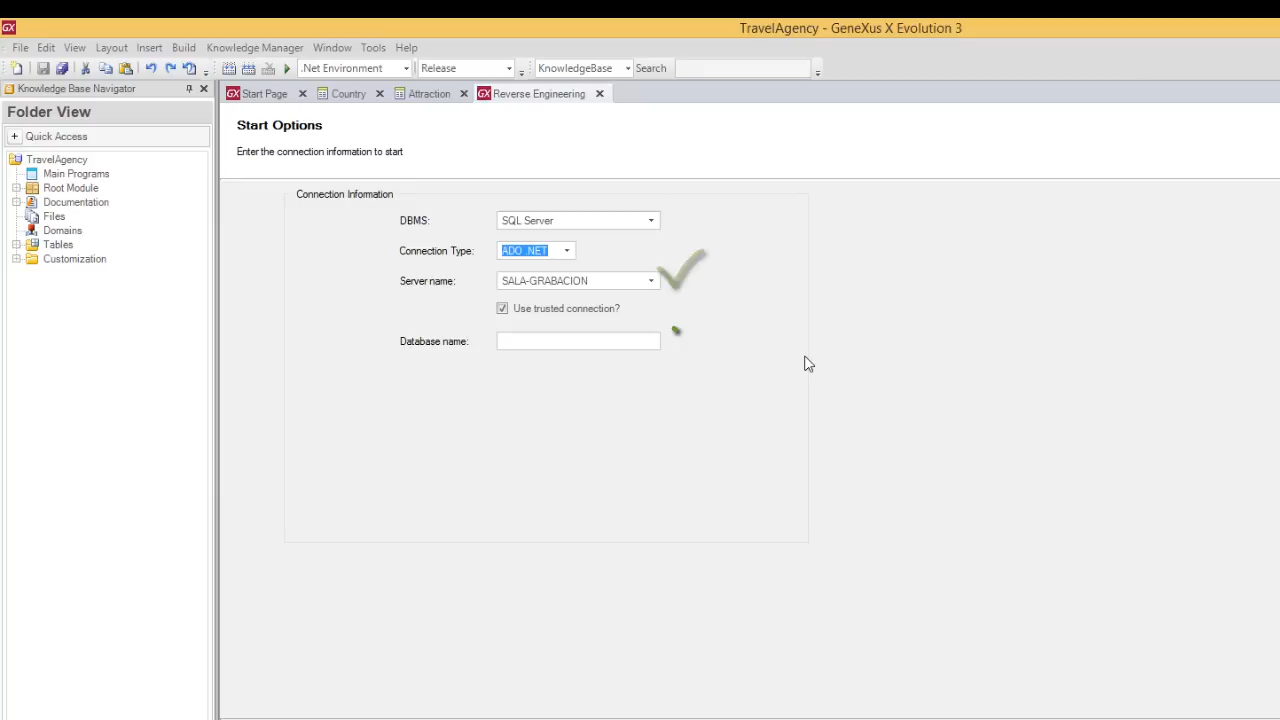 GX TravelAgency - GeneXus X Evolution 3
File Edit View Layout Insert Build Knowledge Manager Window Tools Help
.Net Environment Release KnowledgeBase Search
Knowledge Base Navigator
GX Start Page Country Attraction GX Reverse Engineering
Folder View
Start Options
Quick Access
Enter the connection information to start
TravelAgency
Main Programs
Root Module
Documentation
Files
Domains
Tables
Customization
Connection Information
DBMS: SQL Server
Connection Type: ADO .NET
Server name: SALA-GRABACION
Use trusted connection?
Database name: